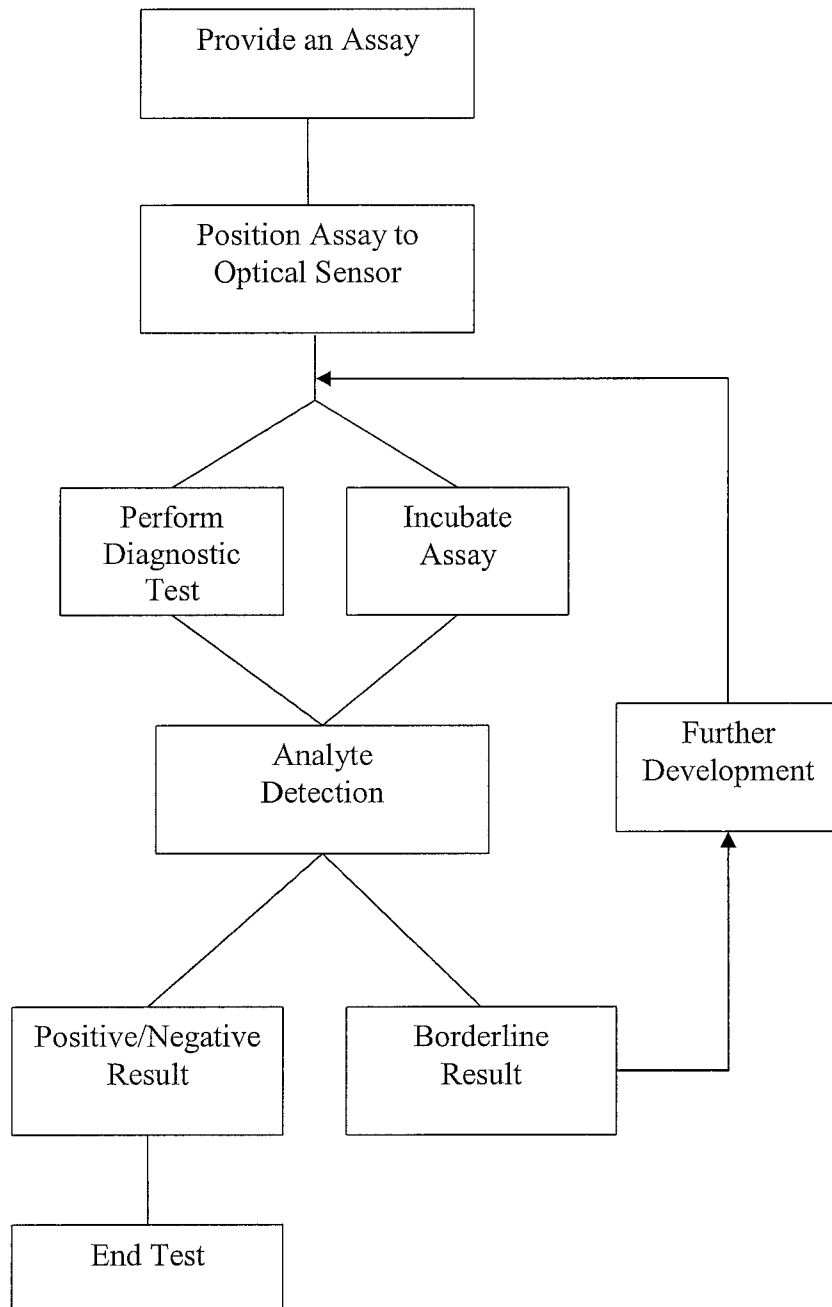 Provide an Assay
Position Assay to
Optical Sensor
Perform
Diagnostic
Test
Incubate
Assay
Analyte
Detection
Further
Development
Positive/Negative
Result
Borderline
Result
End Test